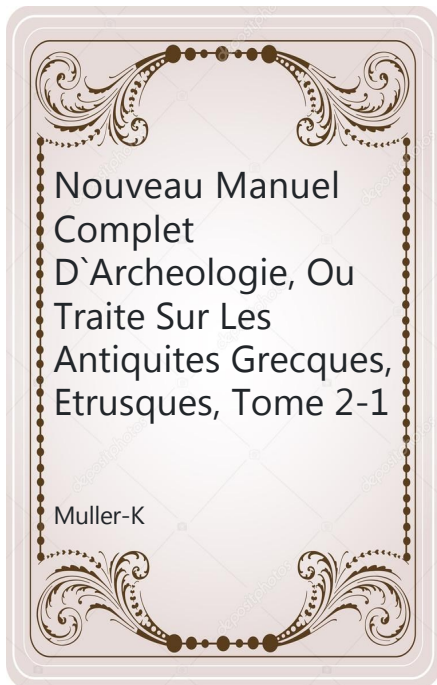 Nouveau Manuel
Complet
D`Archeologie, Ou
Traite Sur Les
Antiquites Grecques,
Etrusques, Tome 2-1
Muller-K